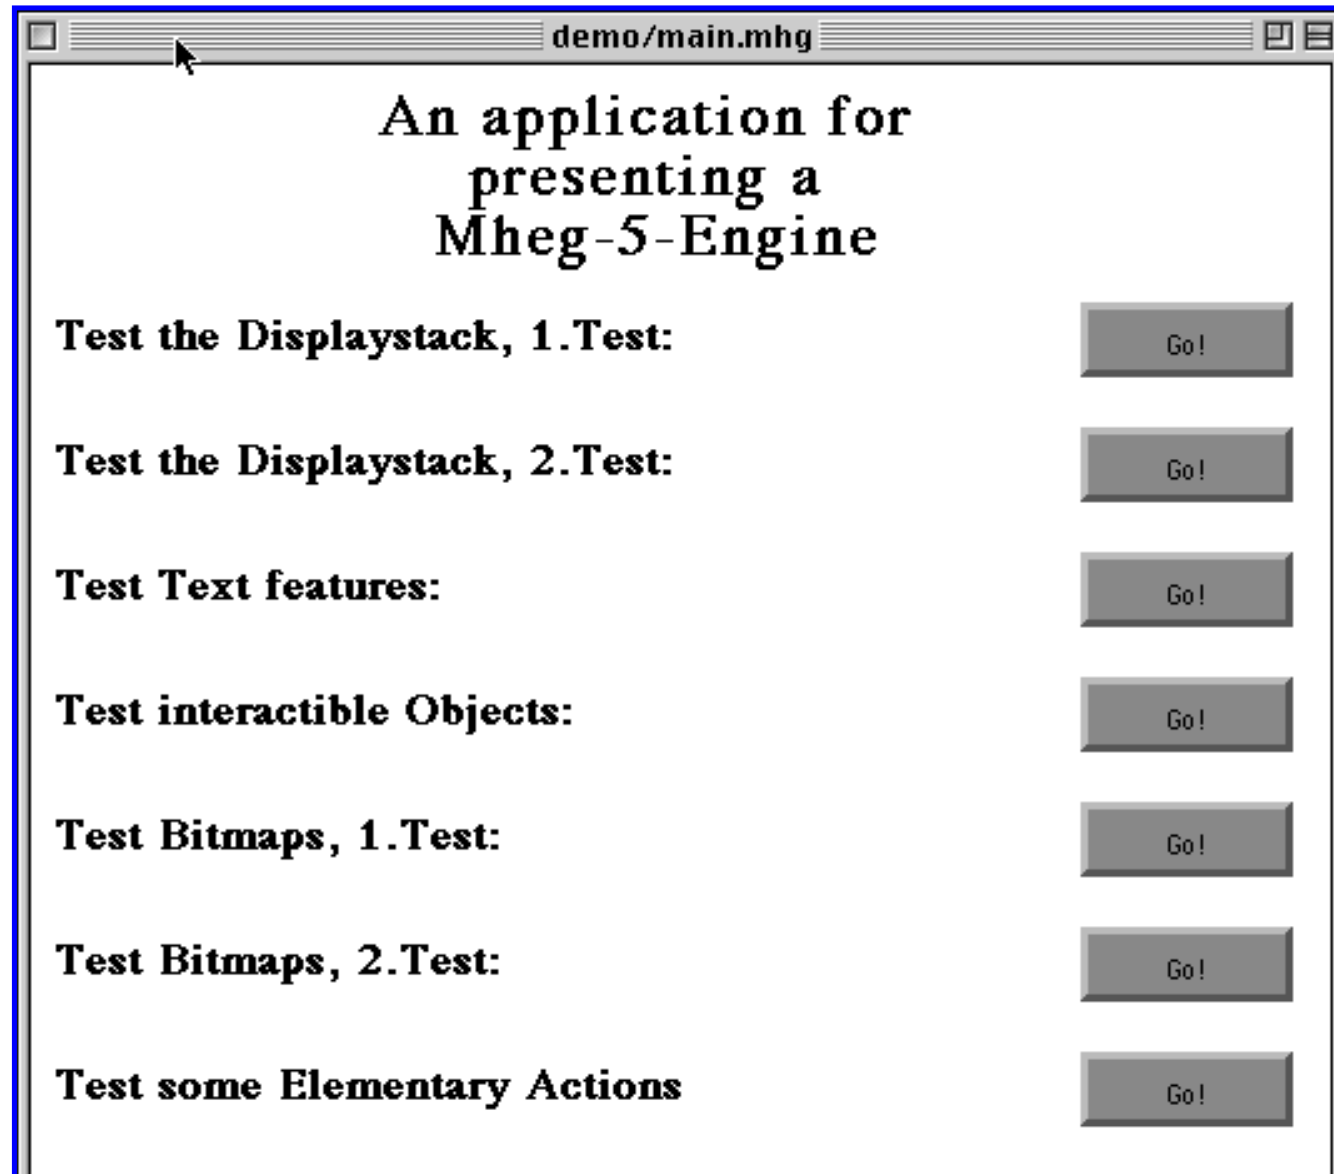 demo/main.mhg
An application for
presenting a
Mheg-5-Engine
Test the Displaystack, 1.Test:
Go!
Test the Displaystack, 2.Test:
Go!
Test Text features:
Go!
Test interactible Objects:
Go!
Test Bitmaps, 1.Test:
Go!
Test Bitmaps, 2.Test:
Go!
Test some Elementary Actions
Go!